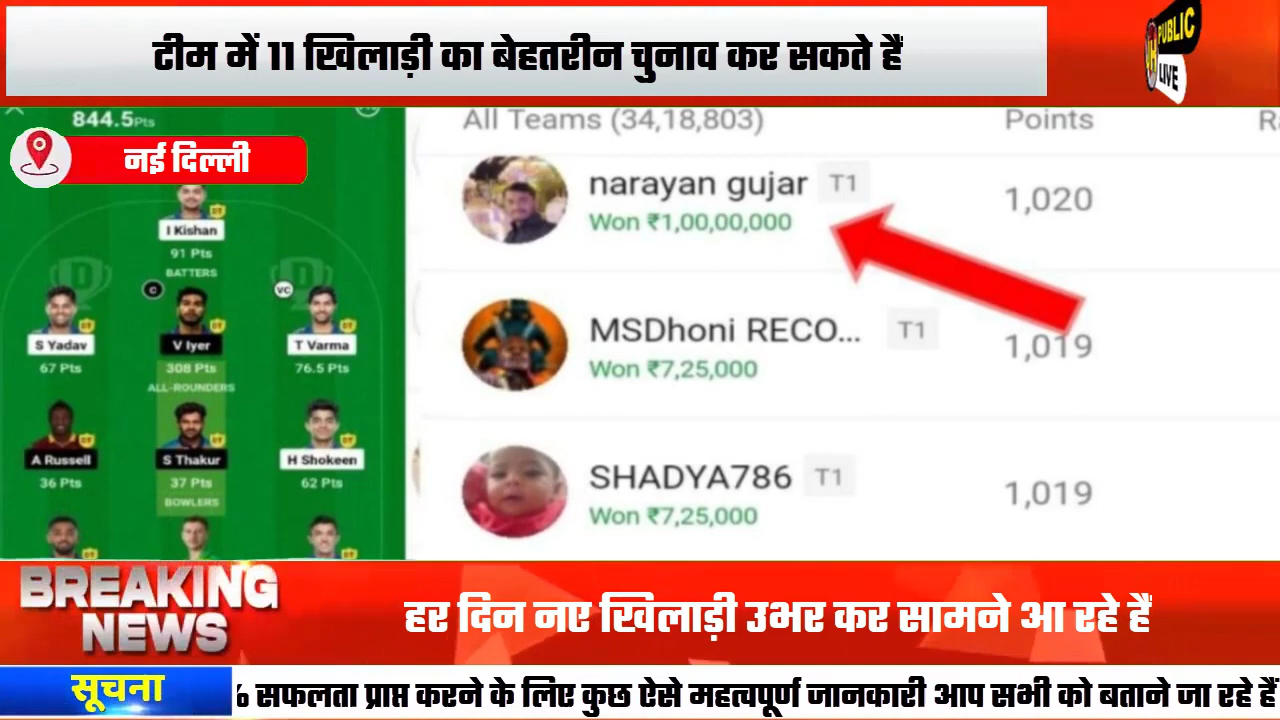 टीम में 11 खिलाड़ी का बेहतरीन चुनाव कर सकते हैं
PUBLIC
LIVE
844.5Pts
नई दिल्ली
I Kishan
91 Pts
BATTERS
C
VC
S Yadav
V Iyer
T Varma
67 Pts
308 Pts
76.5 Pts
ALL-ROUNDERS
A Russell
S Thakur
H Shokeen
36 Pts
37 Pts
62 Pts
BOWLERS
All Teams (34,18,803)
Points
narayan gujar T1
Won ₹1,00,00,000
1,020
MSDhoni RECO... T1
Won ₹7,25,000
1,019
SHADYA786 T1
Won ₹7,25,000
1,019
BREAKING
NEWS
हर दिन नए खिलाड़ी उभर कर सामने आ रहे हैं
सूचना
% सफलता प्राप्त करने के लिए कुछ ऐसे महत्वपूर्ण जानकारी आप सभी को बताने जा रहे हैं